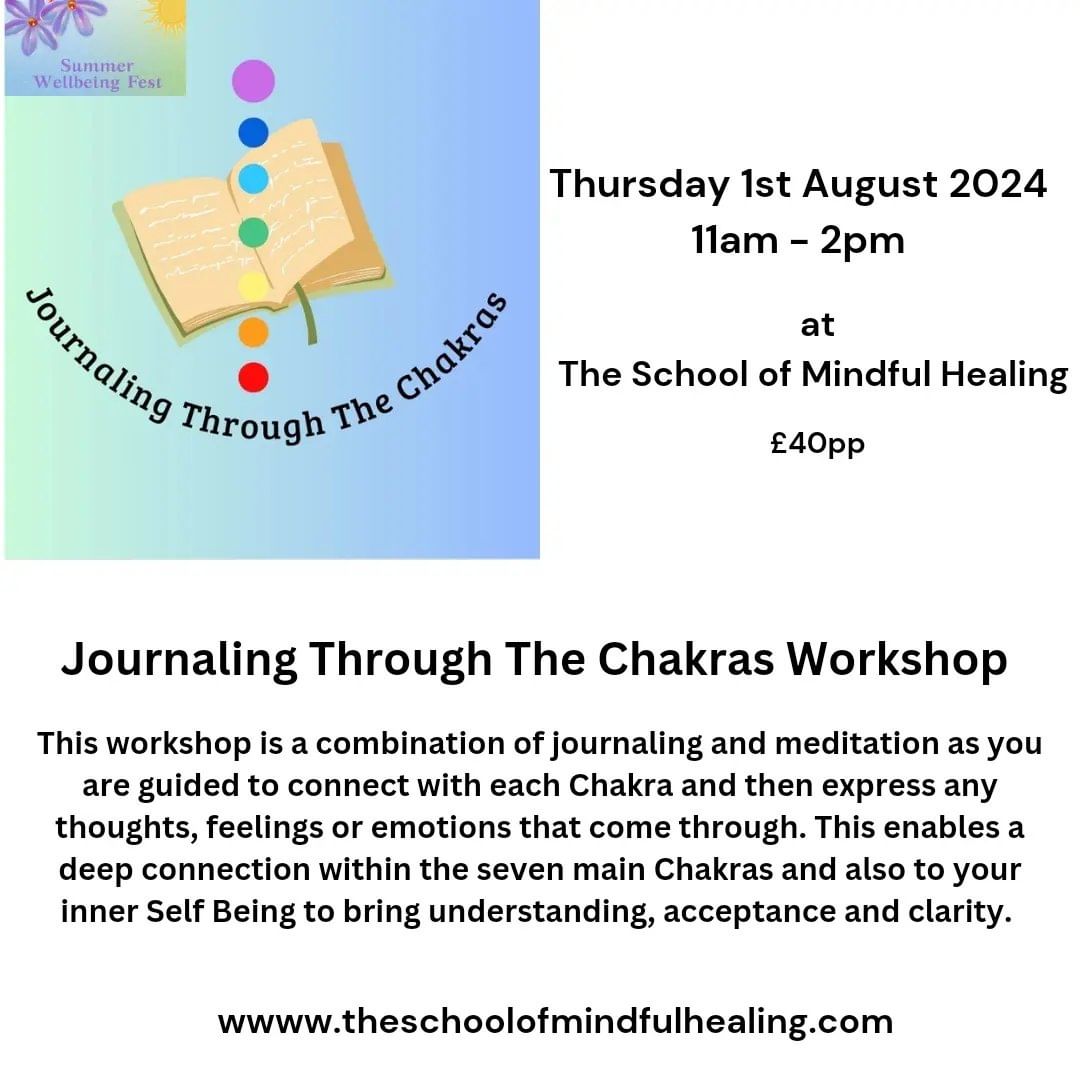 Summer
Wellbeing Fest
Journaling Through The Chakras
Thursday 1st August 2024
11am - 2pm
at
The School of Mindful Healing
£40pp
Journaling Through The Chakras Workshop
This workshop is a combination of journaling and meditation as you
are guided to connect with each Chakra and then express any
thoughts, feelings or emotions that come through. This enables a
deep connection within the seven main Chakras and also to your
inner Self Being to bring understanding, acceptance and clarity.
wwww.theschoolofmindfulhealing.com